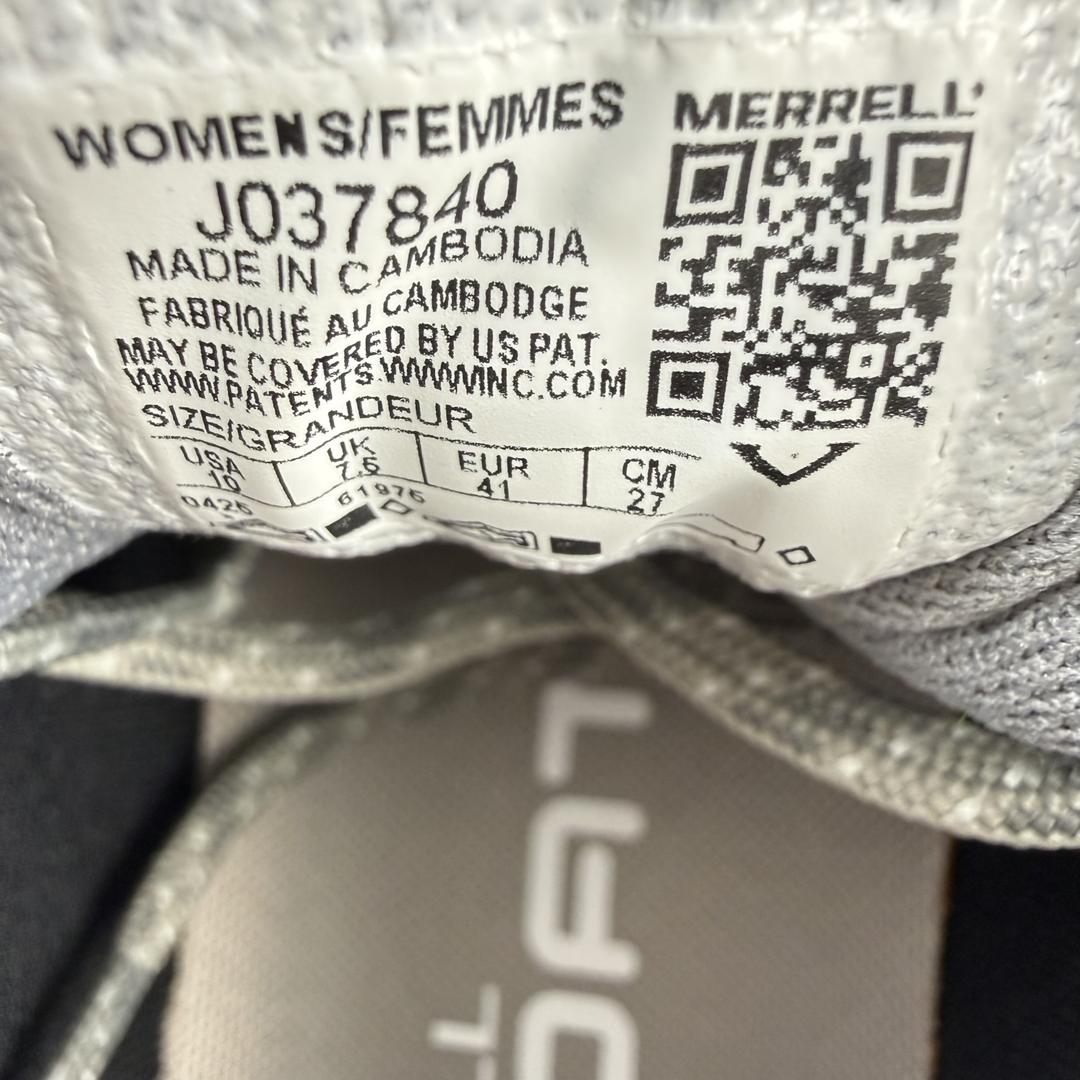 WOMENS/FEMMES
J037840
MADE IN CAMBODIA
FABRIQUÉ AU CAMBODGE
MAY BE COVERED BY US PAT.
WWW.PATENTS.WWWINC.COM
SIZE/GRANDEUR
USA UK EUR CM
10 7.5 41 27
0426 61976
MERRELL